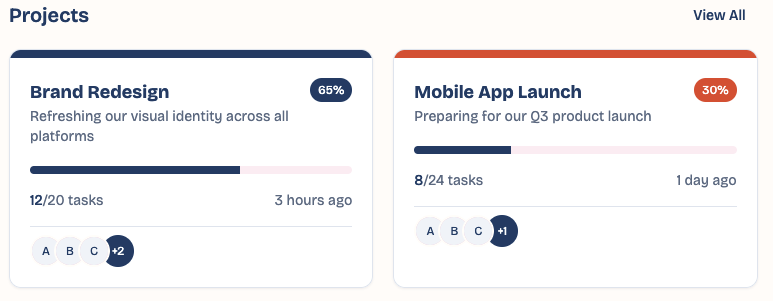 Projects
View All
Brand Redesign
65%
Refreshing our visual identity across all
platforms
12/20 tasks
3 hours ago
A
B
C
+2
Mobile App Launch
30%
Preparing for our Q3 product launch
8/24 tasks
1 day ago
A
B
C
+1